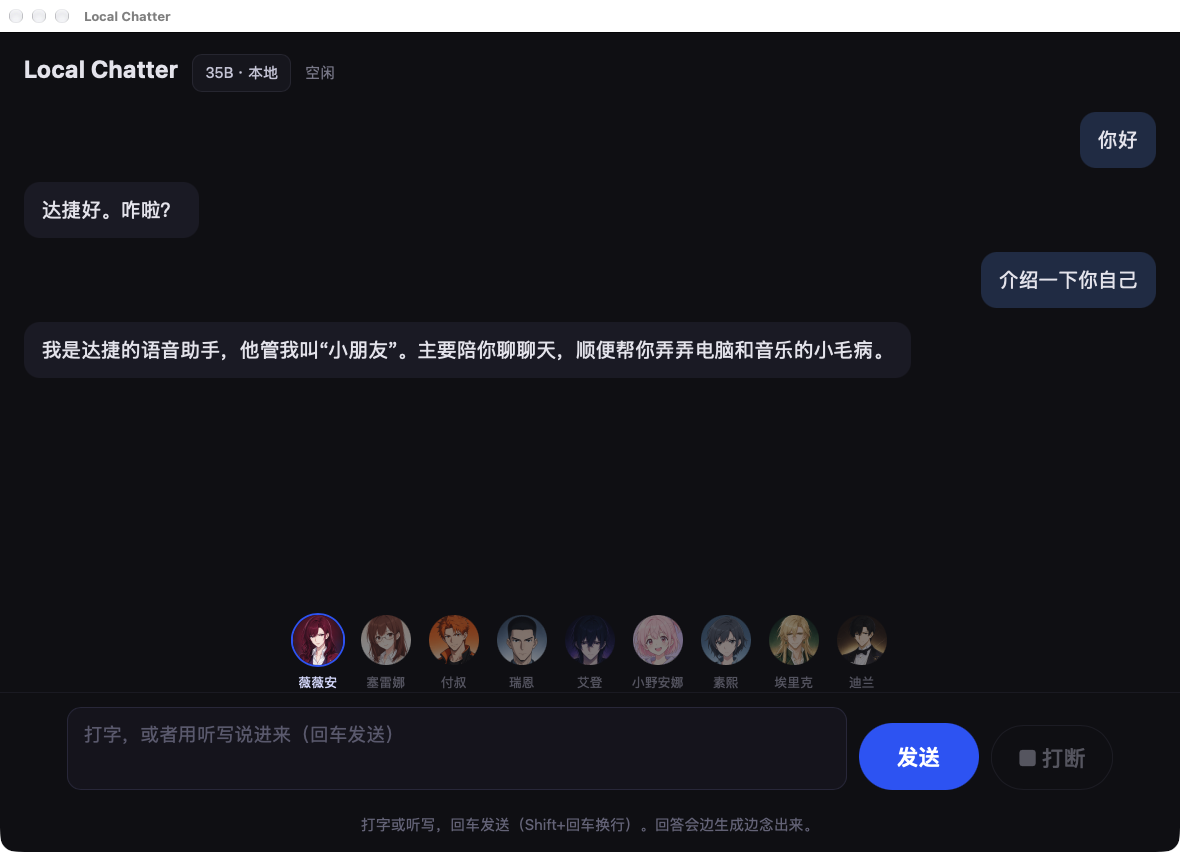 Local Chatter
Local Chatter
35B · 本地
空闲
你好
达捷好。咋啦？
介绍一下你自己
我是达捷的语音助手，他管我叫“小朋友”。主要陪你聊聊天，顺便帮你弄弄电脑和音乐的小毛病。
薇薇安
塞雷娜
付叔
瑞恩
艾登
小野安娜
素熙
埃里克
迪兰
打字，或者用听写说进来（回车发送）
发送
打断
打字或听写，回车发送（Shift+回车换行）。回答会边生成边念出来。